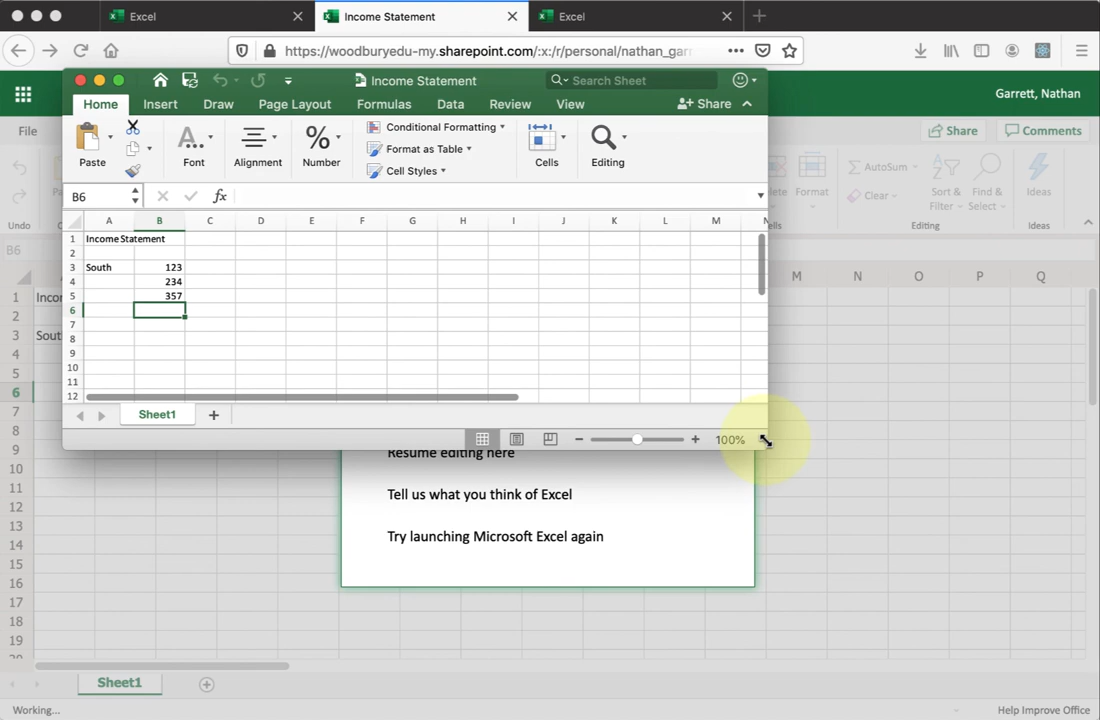 Excel
Income Statement
Excel
https://woodburyedu-my.sharepoint.com/:x:/r/personal/nathan_garr
Income Statement
Search Sheet
Garrett, Nathan
Home Insert Draw Page Layout Formulas Data Review View Share
File
Share Comments
Paste
Font
Alignment
%
Number
Conditional Formatting
Format as Table
Cell Styles
Cells
Editing
AutoSum
Clear
Format
Sort & Filter
Find & Select
Ideas
Undo
Editing
Ideas
B6
fx
B6
A B C D E F G H I J K L M N
M N O P Q
1 Income Statement
2
3 South 123
4 234
5 357
6
7
8
9
10
11
12
1
2
3
4
5
6
7
8
9
10
11
12
13
14
15
16
17
18
19
Sheet1
100%
Resume editing here
Tell us what you think of Excel
Try launching Microsoft Excel again
Sheet1
Working...
Help Improve Office